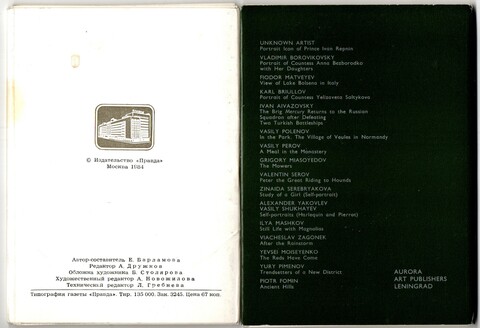 © Издательство «Правда»
Москва 1984
Автор-составитель Е. Варламова
Редактор А. Дружков
Обложка художника Б. Столярова
Художественный редактор А. Новожилова
Технический редактор Л. Гребнева
Типография газеты «Правда». Тир. 135 000. Зак. 3245. Цена 67 коп.
UNKNOWN ARTIST
Portrait Icon of Prince Ivan Repnin
VLADIMIR BOROVIKOVSKY
Portrait of Countess Anna Bezborodko
with Her Daughters
FIODOR MATVEYEV
View of Lake Bolsena in Italy
KARL BRIULLOV
Portrait of Countess Yelizaveta Saltykova
IVAN AIVAZOVSKY
The Brig Mercury Returns to the Russian
Squadron after Defeating
Two Turkish Battleships
VASILY POLENOV
In the Park. The Village of Veules in Normandy
VASILY PEROV
A Meal in the Monastery
GRIGORY MIASOYEDOV
The Mowers
VALENTIN SEROV
Peter the Great Riding to Hounds
ZINAIDA SEREBRYAKOVA
Study of a Girl (Self-portrait)
ALEXANDER YAKOVLEV
VASILY SHUKHAYEV
Self-portraits (Harlequin and Pierrot)
ILYA MASHKOV
Still Life with Magnolias
VIACHESLAV ZAGONEK
After the Rainstorm
YEVSEI MOISEYENKO
The Reds Have Come
YURY PIMENOV
Trendsetters of a New District
PIOTR FOMIN
Ancient Hills
AURORA
ART PUBLISHERS
LENINGRAD